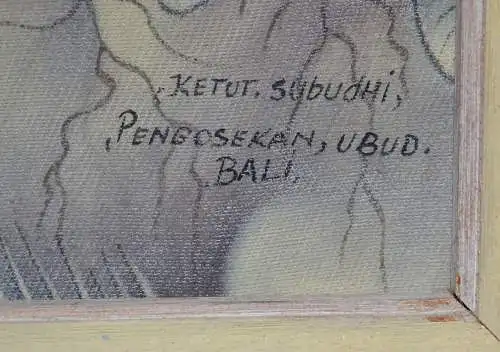 .KETUT. SUBUDHI,
.PENGOSEKAN, UBUD.
.BALI.